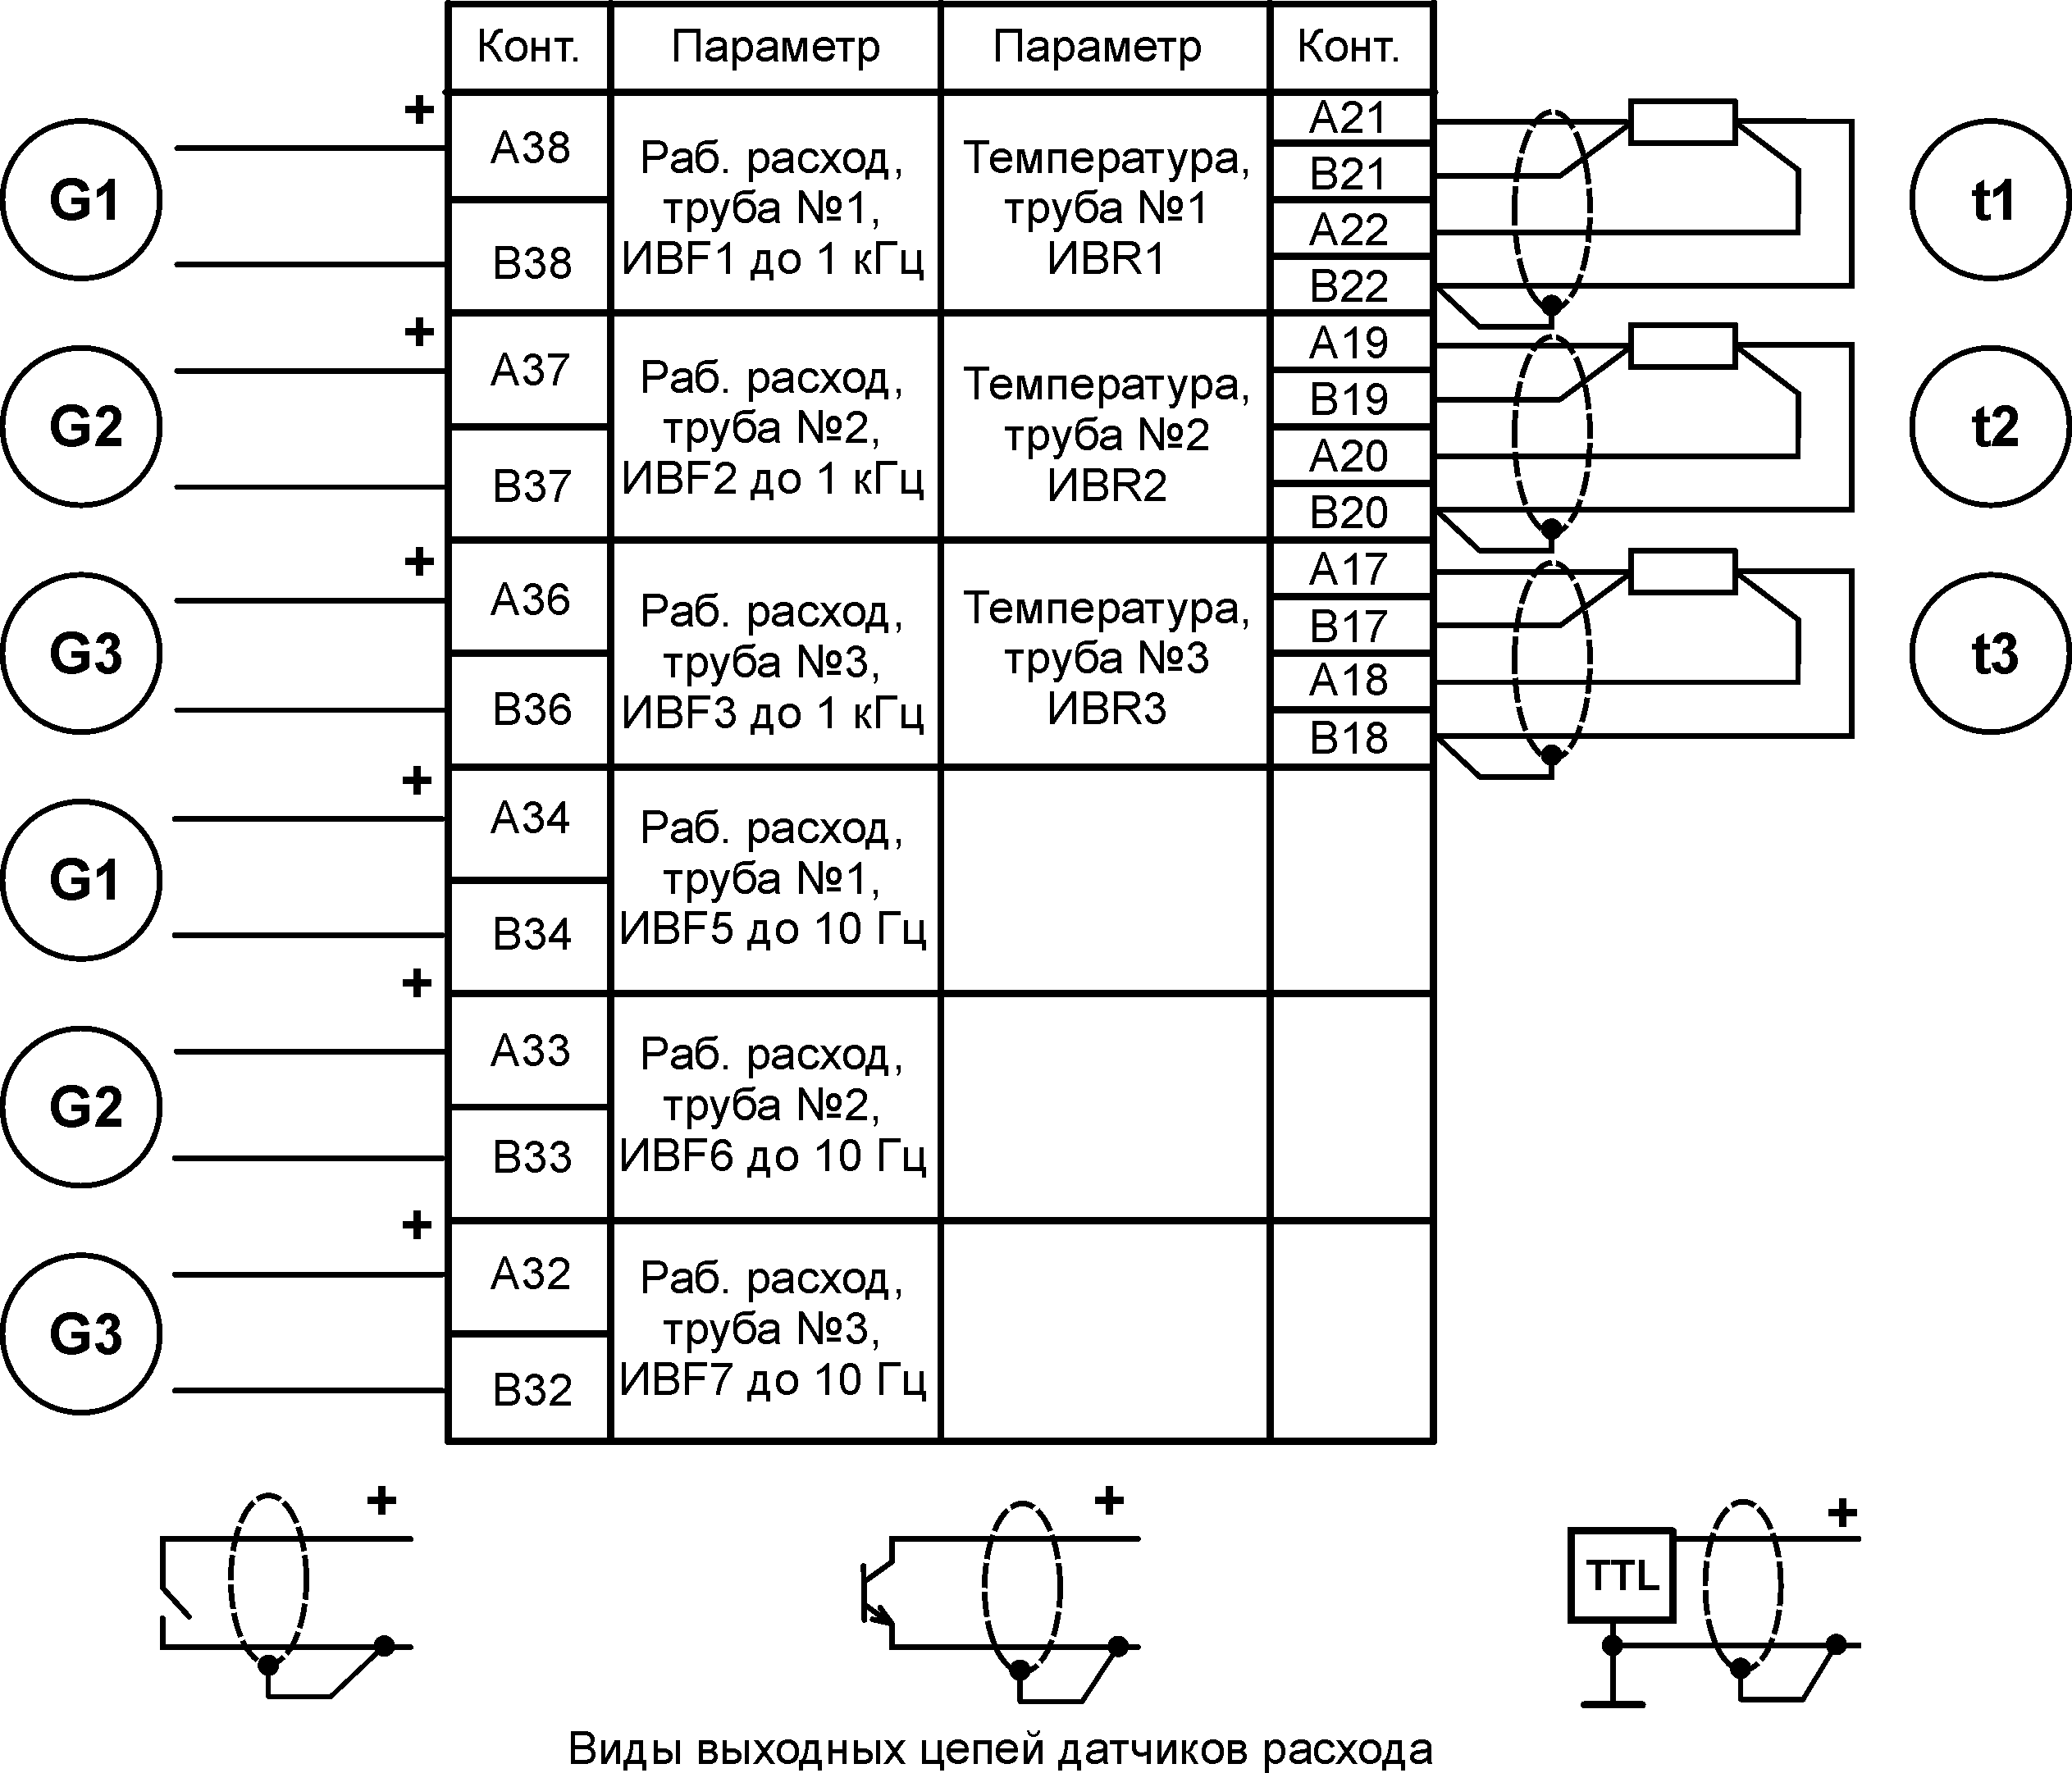 Конт. Параметр Параметр Конт.
+
G1
A38
B38
Раб. расход,
труба №1,
ИВF1 до 1 кГц
Температура,
труба №1
ИВR1
A21
B21
A22
B22
t1
+
G2
A37
B37
Раб. расход,
труба №2,
ИВF2 до 1 кГц
Температура,
труба №2
ИВR2
A19
B19
A20
B20
t2
+
G3
A36
B36
Раб. расход,
труба №3,
ИВF3 до 1 кГц
Температура,
труба №3
ИВR3
A17
B17
A18
B18
t3
+
G1
A34
B34
Раб. расход,
труба №1,
ИВF5 до 10 Гц
+
G2
A33
B33
Раб. расход,
труба №2,
ИВF6 до 10 Гц
+
G3
A32
B32
Раб. расход,
труба №3,
ИВF7 до 10 Гц
+
+
+
TTL
Виды выходных цепей датчиков расхода